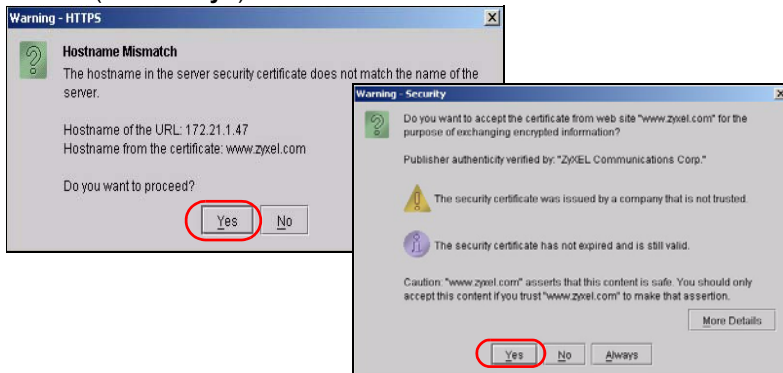 Warning - HTTPS
Hostname Mismatch
The hostname in the server security certificate does not match the name of the
server.
Hostname of the URL: 172.21.1.47
Hostname from the certificate: www.zyxel.com
Do you want to proceed?
Yes No
Warning - Security
Do you want to accept the certificate from web site "www.zyxel.com" for the
purpose of exchanging encrypted information?
Publisher authenticity verified by: "ZyXEL Communications Corp."
The security certificate was issued by a company that is not trusted.
The security certificate has not expired and is still valid.
Caution: "www.zyxel.com" asserts that this content is safe. You should only
accept this content if you trust "www.zyxel.com" to make that assertion.
More Details
Yes No Always